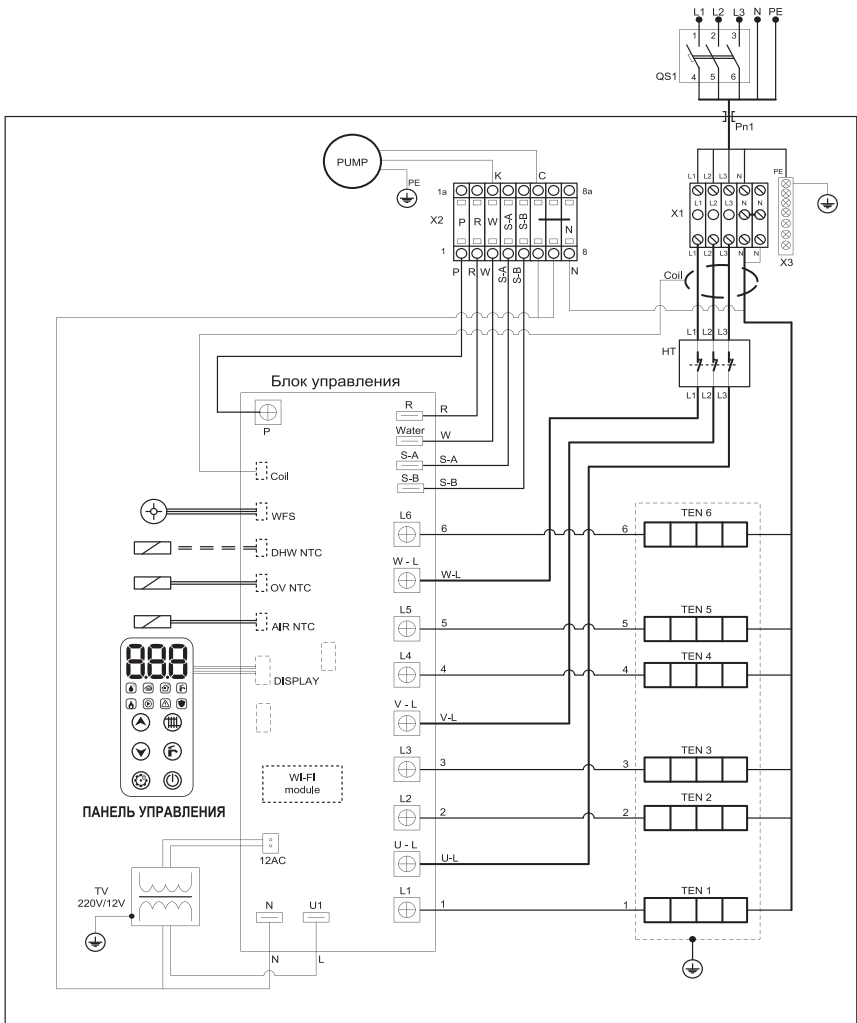 L1 L2 L3 N PE
1 2 3
QS1
4 5 6
Pn1
PUMP
PE
K C
1a 8a
X2
P R W S-A S-B N
1 8
P R W S-A S-B N
L1 L2 L3 N
PE
X1
L1 L2 L3 N N
L1 L2 L3 N N
X3
Coil
L1 L2 L3
HT
L1 L2 L3
Блок управления
P
R R
Water W
S-A S-A
S-B S-B
Coil
WFS
DHW NTC
OV NTC
AIR NTC
DISPLAY
888
ПАНЕЛЬ УПРАВЛЕНИЯ
WI-FI
module
12AC
TV
220V/12V
N U1
N L
L6 6 6 TEN 6
W - L W-L
L5 5 5 TEN 5
L4 4 4 TEN 4
V - L V-L
L3 3 3 TEN 3
L2 2 2 TEN 2
U - L U-L
L1 1 1 TEN 1